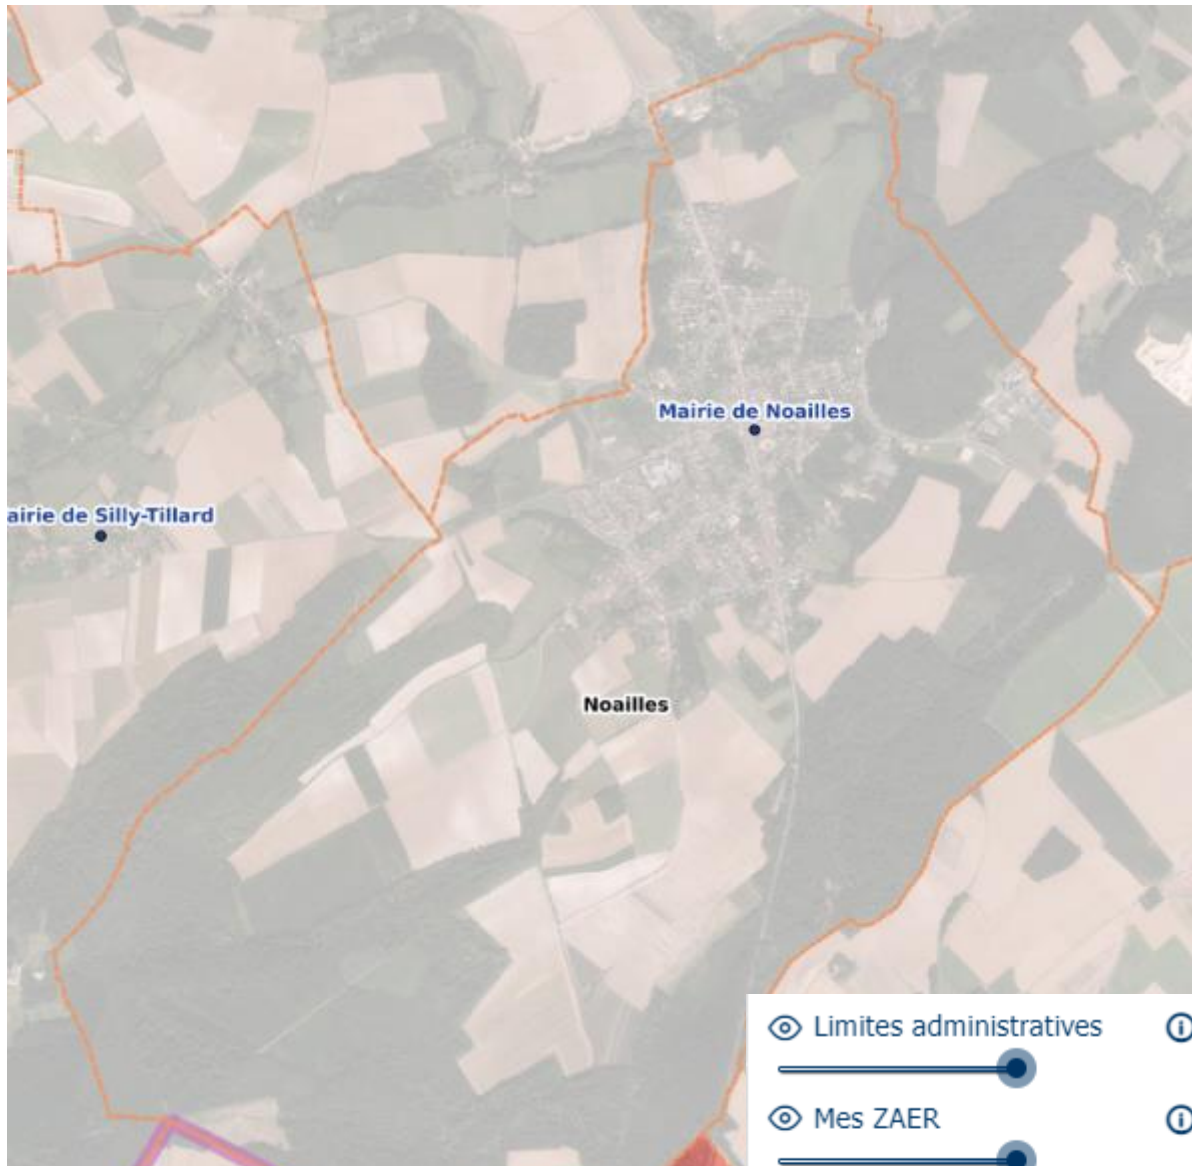 Mairie de Noailles
airie de Silly-Tillard
Noailles
Limites administratives
Mes ZAER